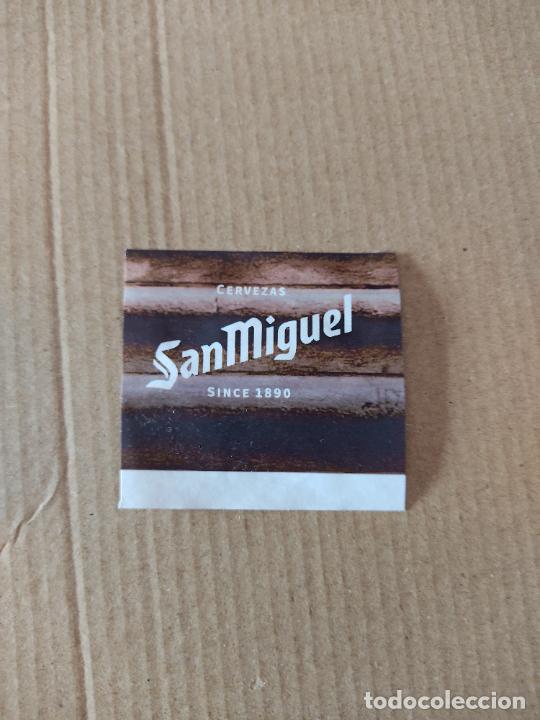 CERVEZAS
SanMiguel
SINCE 1890
todocoleccion